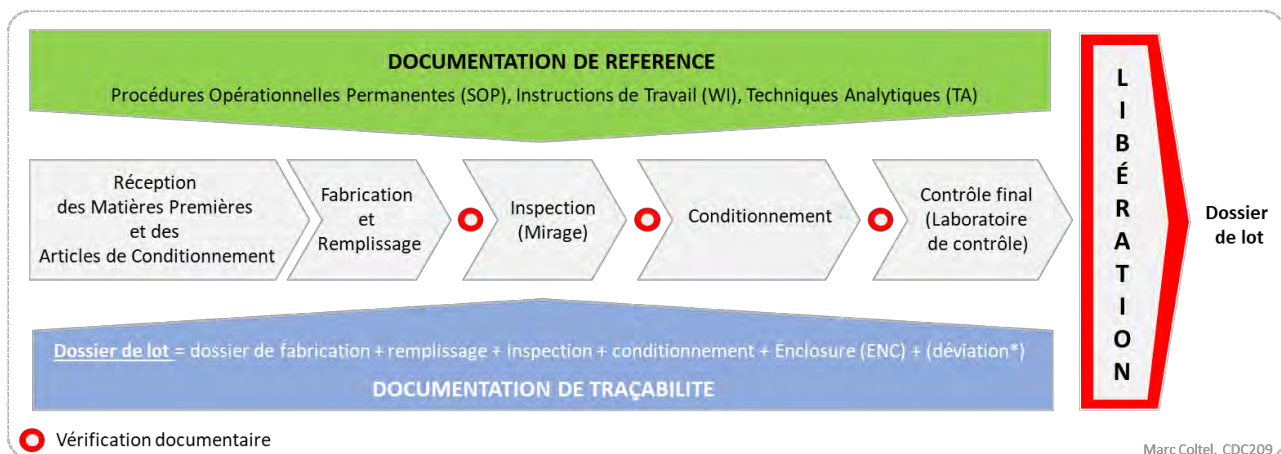 DOCUMENTATION DE REFERENCE
Procédures Opérationnelles Permanentes (SOP), Instructions de Travail (WI), Techniques Analytiques (TA)
Réception
des Matières Premières
et des
Articles de Conditionnement
Fabrication
et
Remplissage
Inspection
(Mirage)
Conditionnement
Contrôle final
(Laboratoire
de contrôle)
L
I
B
É
R
A
T
I
O
N
Dossier
de lot
Dossier de lot = dossier de fabrication + remplissage + Inspection + conditionnement + Enclosure (ENC) + (déviation*)
DOCUMENTATION DE TRAÇABILITE
Vérification documentaire
Marc Coltel, CDC209